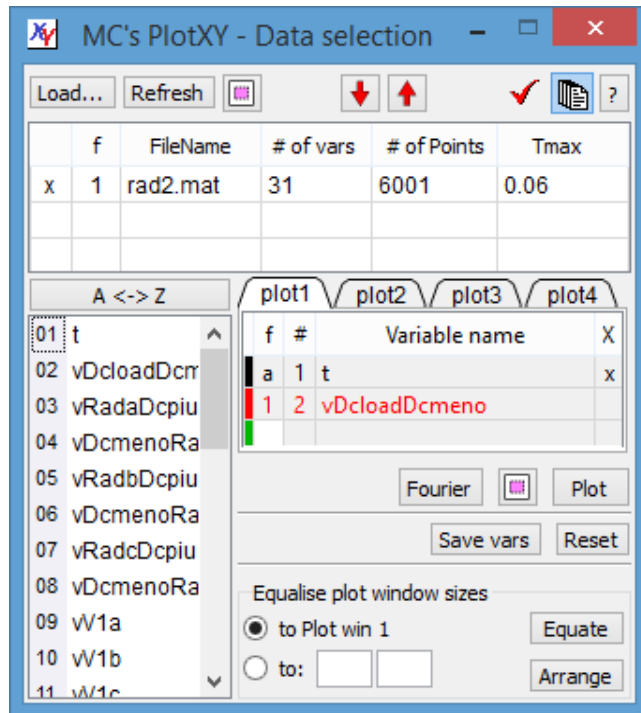 MC's PlotXY - Data selection
Load... Refresh ?
f FileName # of vars # of Points Tmax
x 1 rad2.mat 31 6001 0.06
A <-> Z
plot1 plot2 plot3 plot4
01 t
02 vDcloadDcm
03 vRadaDcpiu
04 vDcmenoRa
05 vRadbDcpiu
06 vDcmenoRa
07 vRadcDcpiu
08 vDcmenoRa
09 vV1a
10 vV1b
11 vV1c
f # Variable name X
a 1 t x
1 2 vDcloadDcmeno
Fourier Plot
Save vars Reset
Equalise plot window sizes
to Plot win 1 Equate
to: Arrange